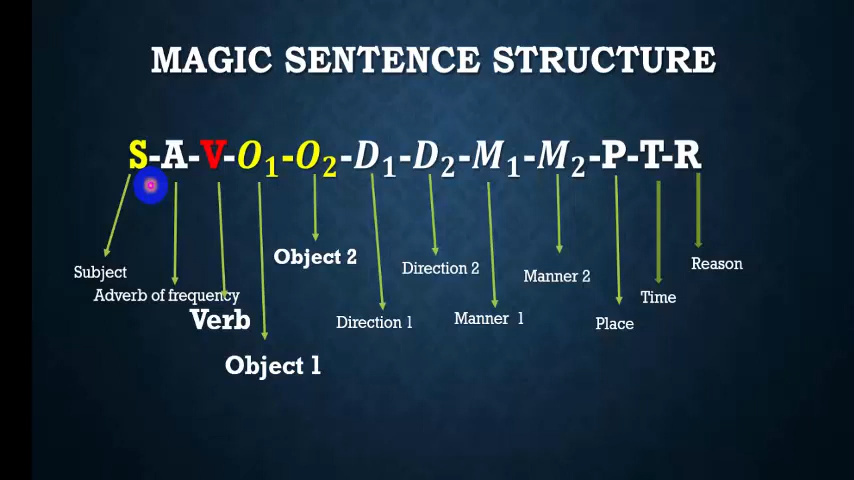 MAGIC SENTENCE STRUCTURE
S-A-V-O₁-O₂-D₁-D₂-M₁-M₂-P-T-R
Object 2
Reason
Direction 2
Subject
Manner 2
Adverb of frequency
Time
Verb
Direction 1
Manner 1
Place
Object 1